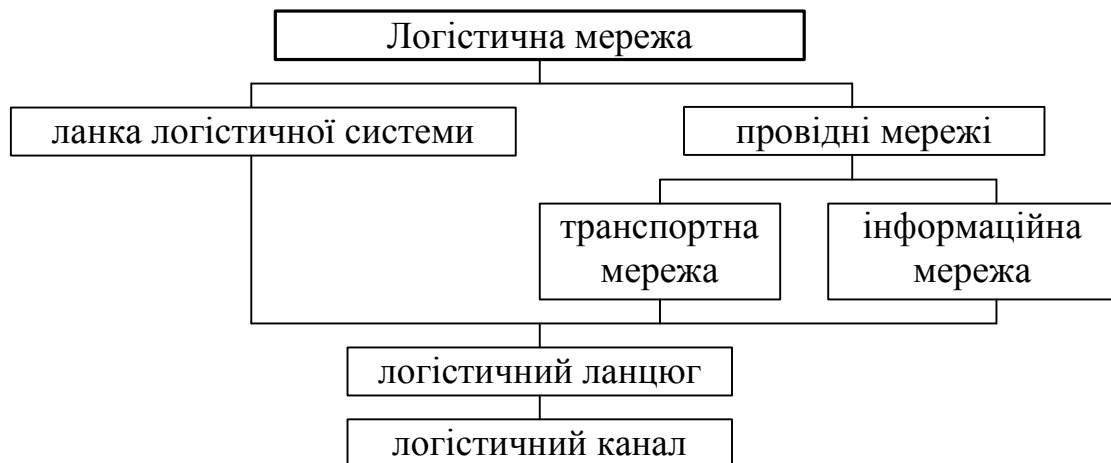 Логістична мережа
ланка логістичної системи
провідні мережі
транспортна
мережа
інформаційна
мережа
логістичний ланцюг
логістичний канал